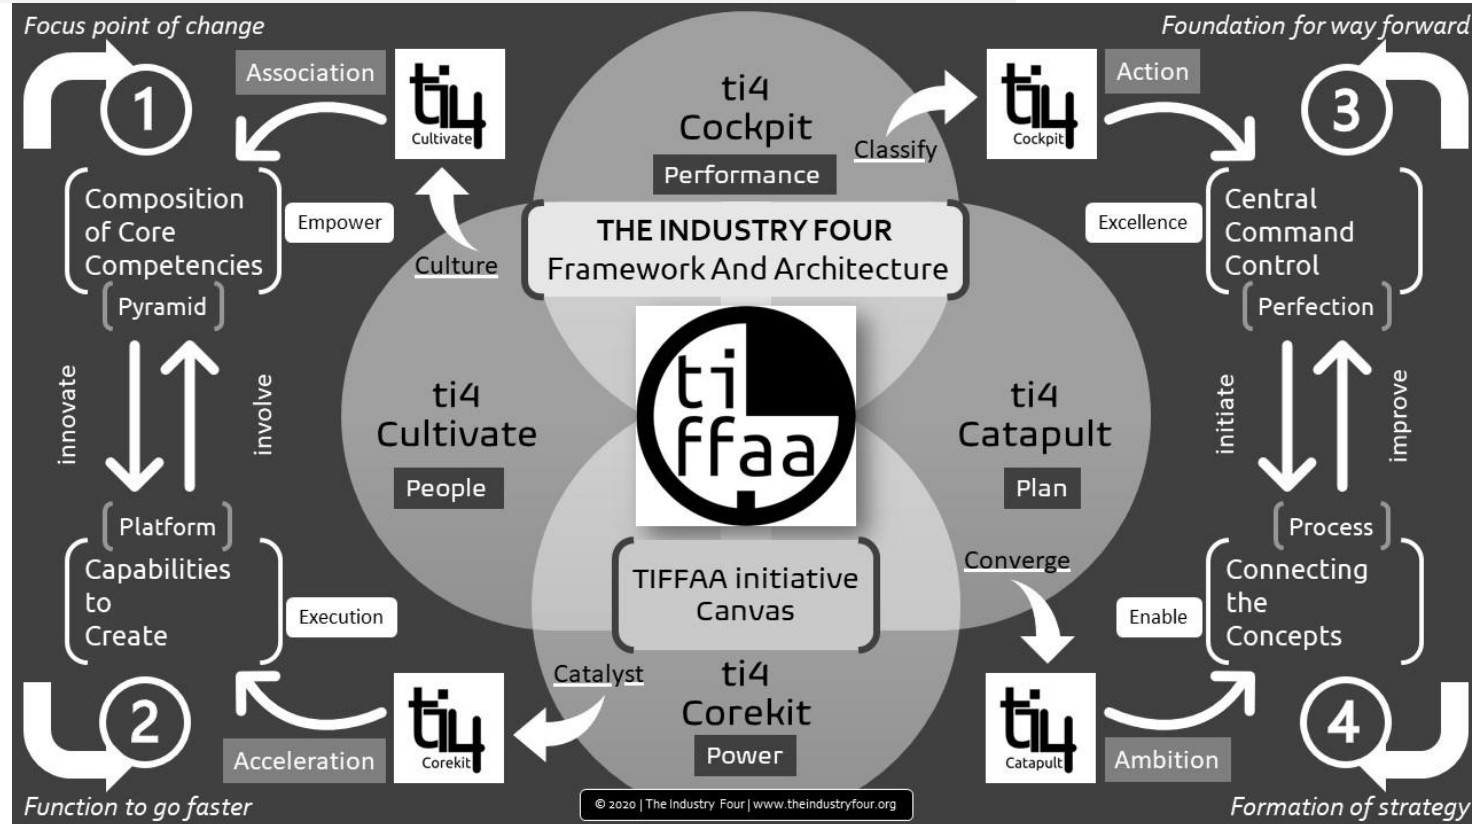 Focus point of change
Foundation for way forward
1
Association
ti4
Cultivate
ti4
Cockpit
Performance
Classify
ti4
Cockpit
Action
3
Composition
of Core
Competencies
Empower
Culture
THE INDUSTRY FOUR
Framework And Architecture
Excellence
Central
Command
Control
Pyramid
Perfection
innovate
involve
ti4
Cultivate
People
ti
ffaa
ti4
Catapult
Plan
initiate
improve
Platform
Process
Capabilities
to
Create
Execution
TIFFAA initiative
Canvas
Converge
Enable
Connecting
the
Concepts
2
Acceleration
ti4
Corekit
Catalyst
ti4
Corekit
Power
ti4
Catapult
Ambition
4
Function to go faster
© 2020 | The Industry Four | www.theindustryfour.org
Formation of strategy